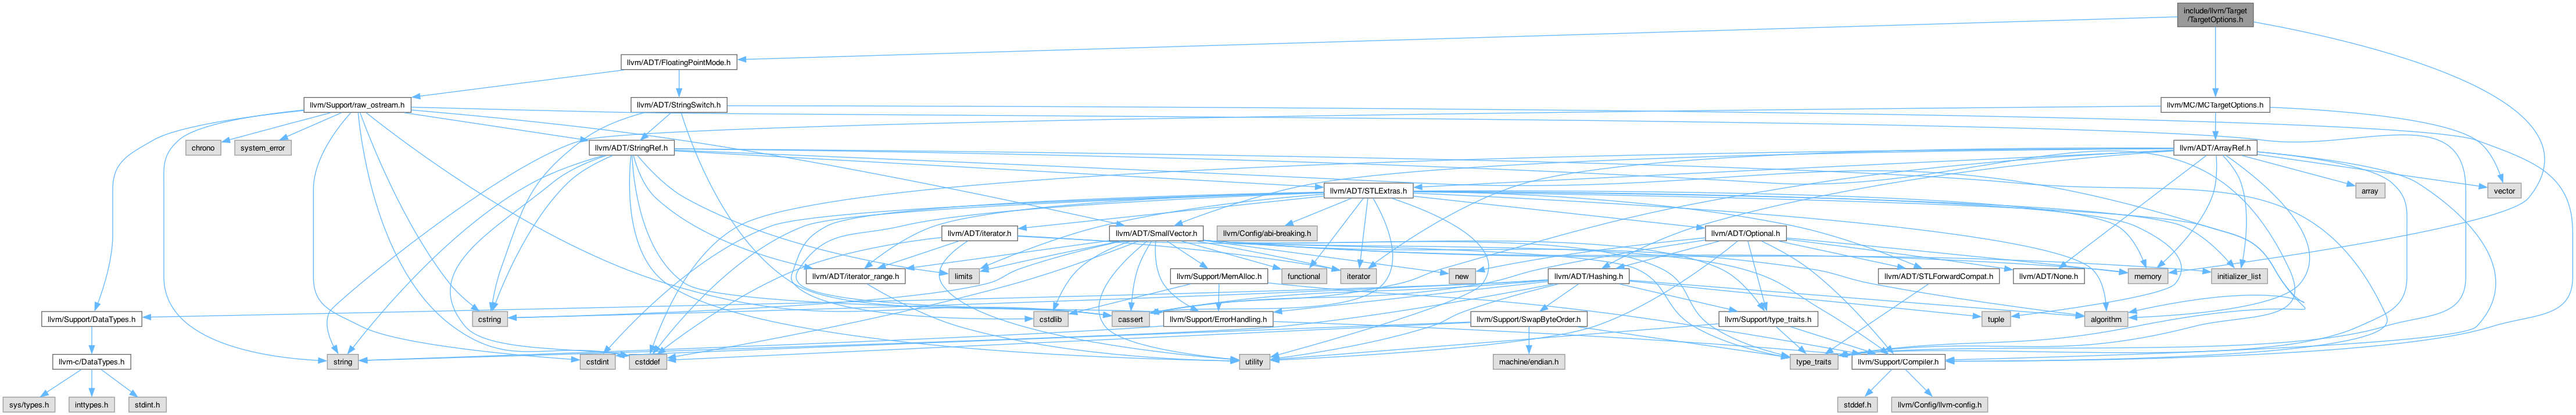 include/llvm/Target
/TargetOptions.h
llvm/ADT/FloatingPointMode.h
llvm/Support/raw_ostream.h
llvm/ADT/StringSwitch.h
llvm/MC/MCTargetOptions.h
chrono
system_error
llvm/ADT/StringRef.h
llvm/ADT/ArrayRef.h
llvm/ADT/STLExtras.h
array
vector
llvm/ADT/iterator.h
llvm/ADT/SmallVector.h
llvm/Config/abi-breaking.h
llvm/ADT/Optional.h
llvm/ADT/iterator_range.h
limits
llvm/Support/MemAlloc.h
functional
iterator
new
llvm/ADT/Hashing.h
llvm/ADT/STLForwardCompat.h
llvm/ADT/None.h
memory
initializer_list
llvm/Support/DataTypes.h
cstring
cstdlib
cassert
llvm/Support/ErrorHandling.h
llvm/Support/SwapByteOrder.h
llvm/Support/type_traits.h
tuple
algorithm
llvm-c/DataTypes.h
string
cstdint
cstddef
utility
machine/endian.h
type_traits
llvm/Support/Compiler.h
sys/types.h
inttypes.h
stdint.h
stddef.h
llvm/Config/llvm-config.h